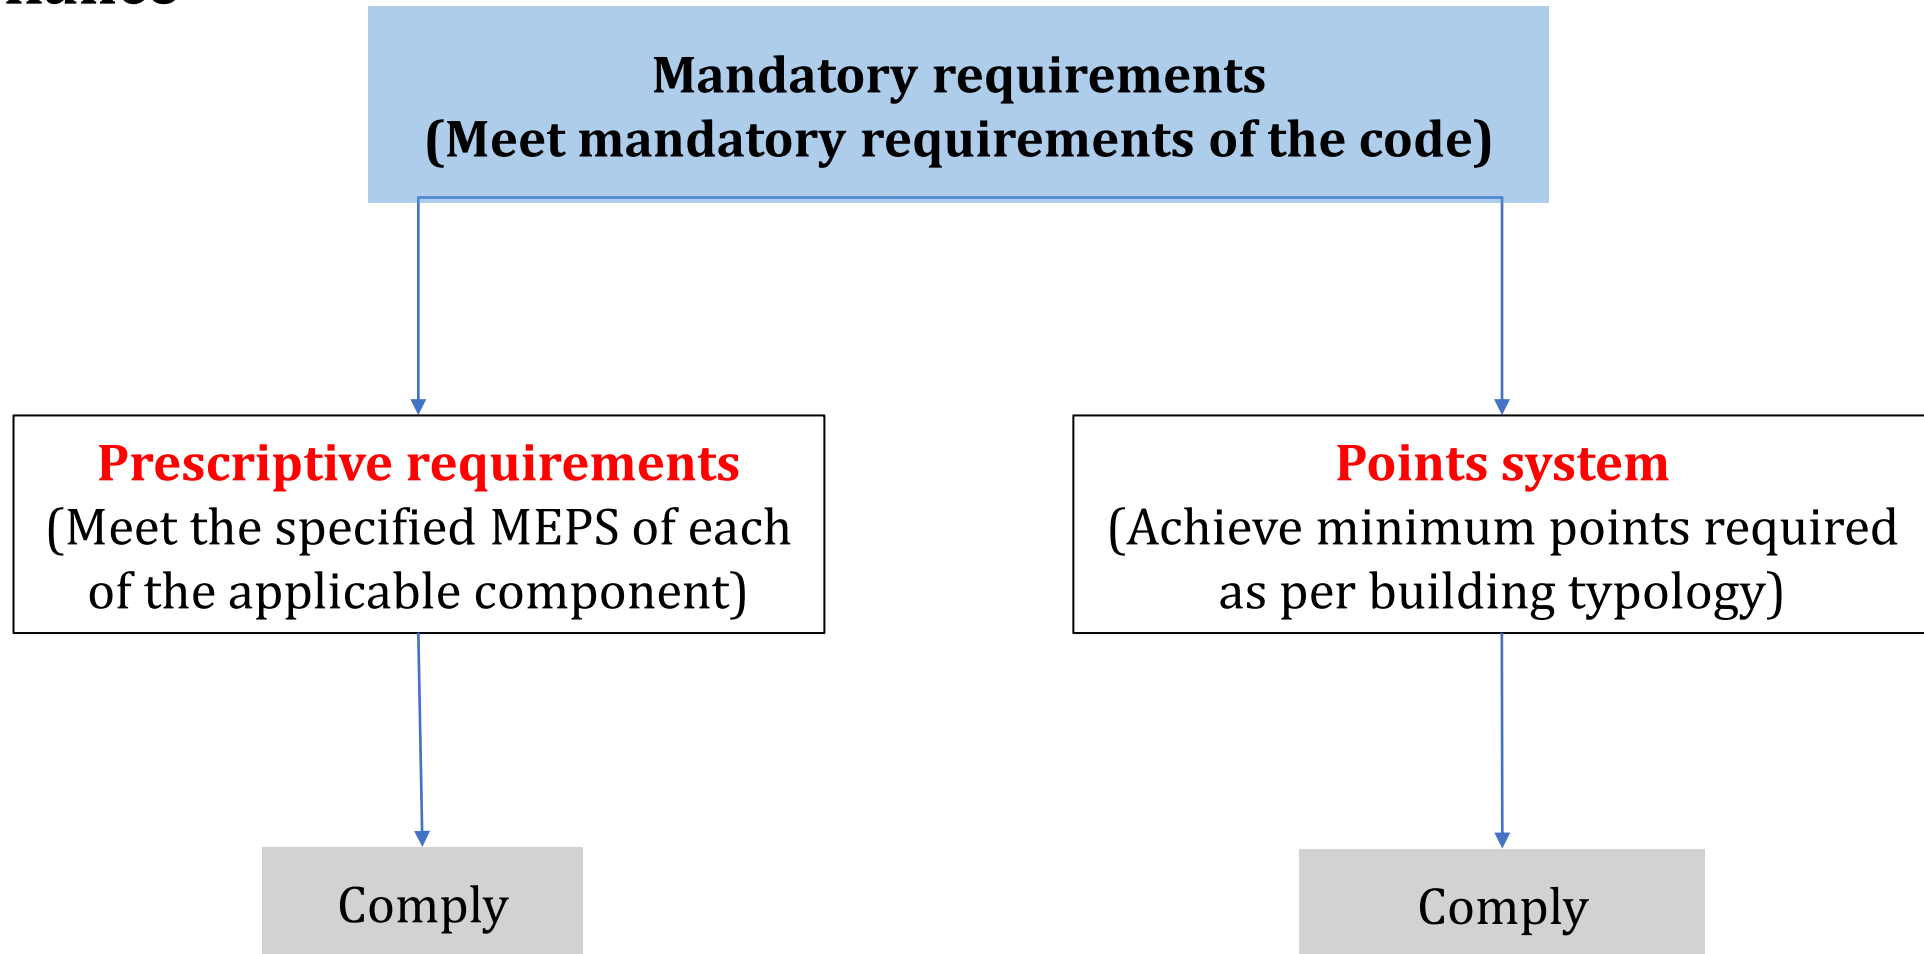 Mandatory requirements
(Meet mandatory requirements of the code)
Prescriptive requirements
(Meet the specified MEPS of each
of the applicable component)
Points system
(Achieve minimum points required
as per building typology)
Comply
Comply